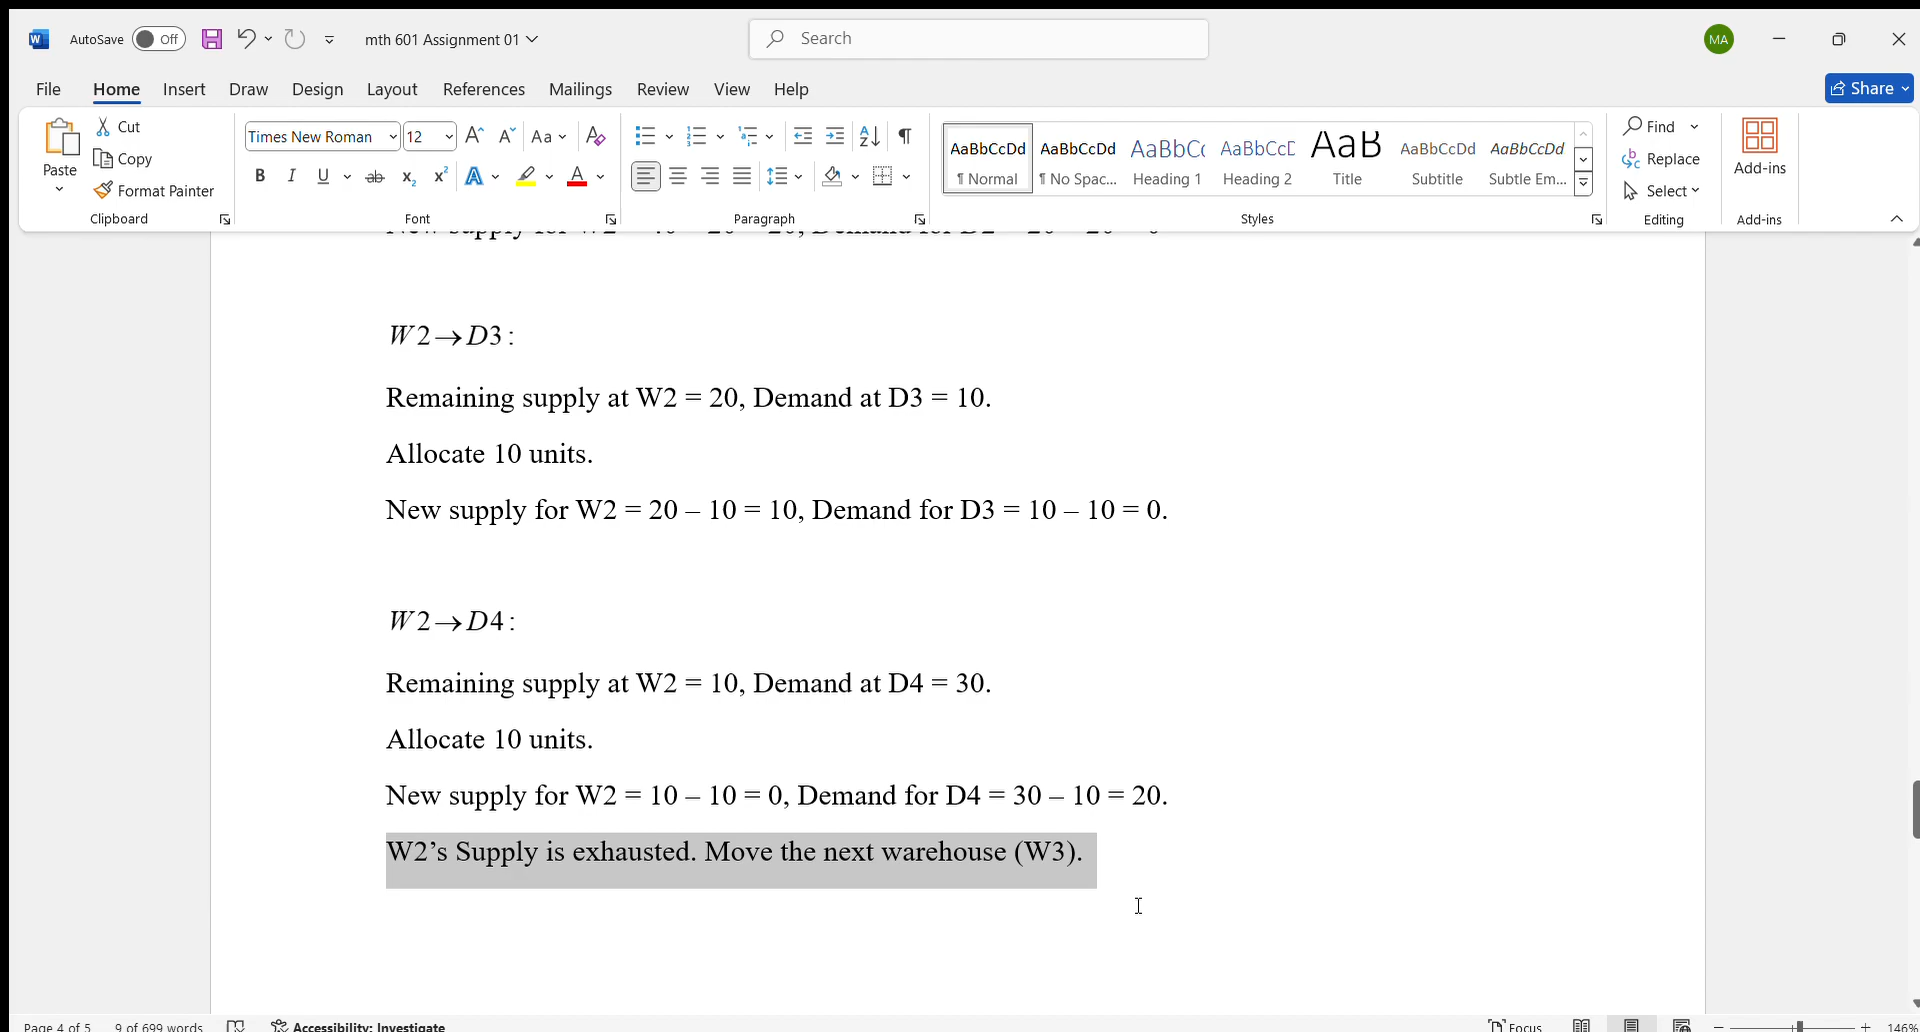 AutoSave Off mth 601 Assignment 01 Search MA
File Home Insert Draw Design Layout References Mailings Review View Help Share
Paste Cut Copy Format Painter Clipboard
Times New Roman 12 Aa Font
Paragraph
AaBbCcDd ¶ Normal
AaBbCcDd ¶ No Spac...
AaBbCc Heading 1
AaBbCcC Heading 2
AaB Title
AaBbCcDd Subtitle
AaBbCcDd Subtle Em...
Styles
Find Replace Select Editing
Add-ins
Add-ins
W2→D3:
Remaining supply at W2 = 20, Demand at D3 = 10.
Allocate 10 units.
New supply for W2 = 20 – 10 = 10, Demand for D3 = 10 – 10 = 0.
W2→D4:
Remaining supply at W2 = 10, Demand at D4 = 30.
Allocate 10 units.
New supply for W2 = 10 – 10 = 0, Demand for D4 = 30 – 10 = 20.
W2’s Supply is exhausted. Move the next warehouse (W3).
Page 4 of 5 9 of 699 words Accessibility: Investigate Focus 146%